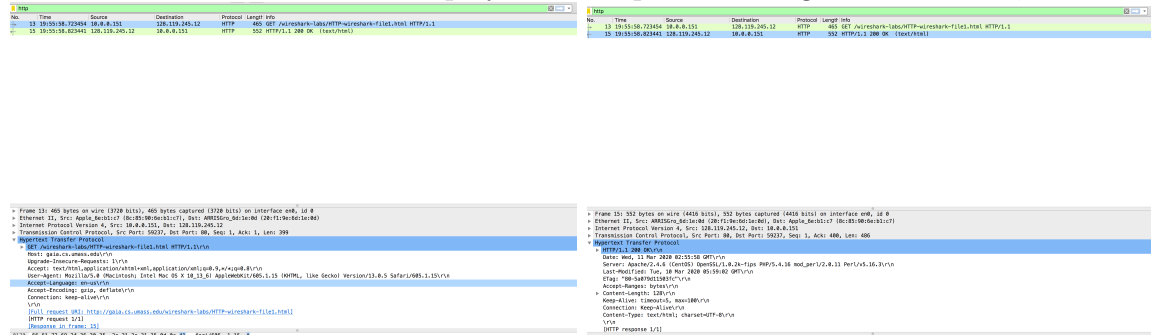 http
No. Time Source Destination Protocol Length Info
13 19:55:58.723454 10.0.0.151 128.119.245.12 HTTP 465 GET /wireshark-labs/HTTP-wireshark-file1.html HTTP/1.1
15 19:55:58.823441 128.119.245.12 10.0.0.151 HTTP 552 HTTP/1.1 200 OK (text/html)
Frame 13: 465 bytes on wire (3720 bits), 465 bytes captured (3720 bits) on interface en0, id 0
Ethernet II, Src: Apple_6e:b1:c7 (8c:85:90:6e:b1:c7), Dst: ARRISGro_6d:1e:0d (20:f1:9e:6d:1e:0d)
Internet Protocol Version 4, Src: 10.0.0.151, Dst: 128.119.245.12
Transmission Control Protocol, Src Port: 59237, Dst Port: 80, Seq: 1, Ack: 1, Len: 399
Hypertext Transfer Protocol
GET /wireshark-labs/HTTP-wireshark-file1.html HTTP/1.1\r\n
Host: gaia.cs.umass.edu\r\n
Upgrade-Insecure-Requests: 1\r\n
Accept: text/html,application/xhtml+xml,application/xml;q=0.9,*/*;q=0.8\r\n
User-Agent: Mozilla/5.0 (Macintosh; Intel Mac OS X 10_13_6) AppleWebKit/605.1.15 (KHTML, like Gecko) Version/13.0.5 Safari/605.1.15\r\n
Accept-Language: en-us\r\n
Accept-Encoding: gzip, deflate\r\n
Connection: keep-alive\r\n
\r\n
[Full request URI: http://gaia.cs.umass.edu/wireshark-labs/HTTP-wireshark-file1.html]
[HTTP request 1/1]
[Response in frame: 15]
http
No. Time Source Destination Protocol Length Info
13 19:55:58.723454 10.0.0.151 128.119.245.12 HTTP 465 GET /wireshark-labs/HTTP-wireshark-file1.html HTTP/1.1
15 19:55:58.823441 128.119.245.12 10.0.0.151 HTTP 552 HTTP/1.1 200 OK (text/html)
Frame 15: 552 bytes on wire (4416 bits), 552 bytes captured (4416 bits) on interface en0, id 0
Ethernet II, Src: ARRISGro_6d:1e:0d (20:f1:9e:6d:1e:0d), Dst: Apple_6e:b1:c7 (8c:85:90:6e:b1:c7)
Internet Protocol Version 4, Src: 128.119.245.12, Dst: 10.0.0.151
Transmission Control Protocol, Src Port: 80, Dst Port: 59237, Seq: 1, Ack: 400, Len: 486
Hypertext Transfer Protocol
HTTP/1.1 200 OK\r\n
Date: Wed, 11 Mar 2020 02:55:58 GMT\r\n
Server: Apache/2.4.6 (CentOS) OpenSSL/1.0.2k-fips PHP/5.4.16 mod_perl/2.0.11 Perl/v5.16.3\r\n
Last-Modified: Tue, 10 Mar 2020 05:59:02 GMT\r\n
ETag: "80-5a079d11503fc"\r\n
Accept-Ranges: bytes\r\n
Content-Length: 128\r\n
Keep-Alive: timeout=5, max=100\r\n
Connection: Keep-Alive\r\n
Content-Type: text/html; charset=UTF-8\r\n
\r\n
[HTTP response 1/1]